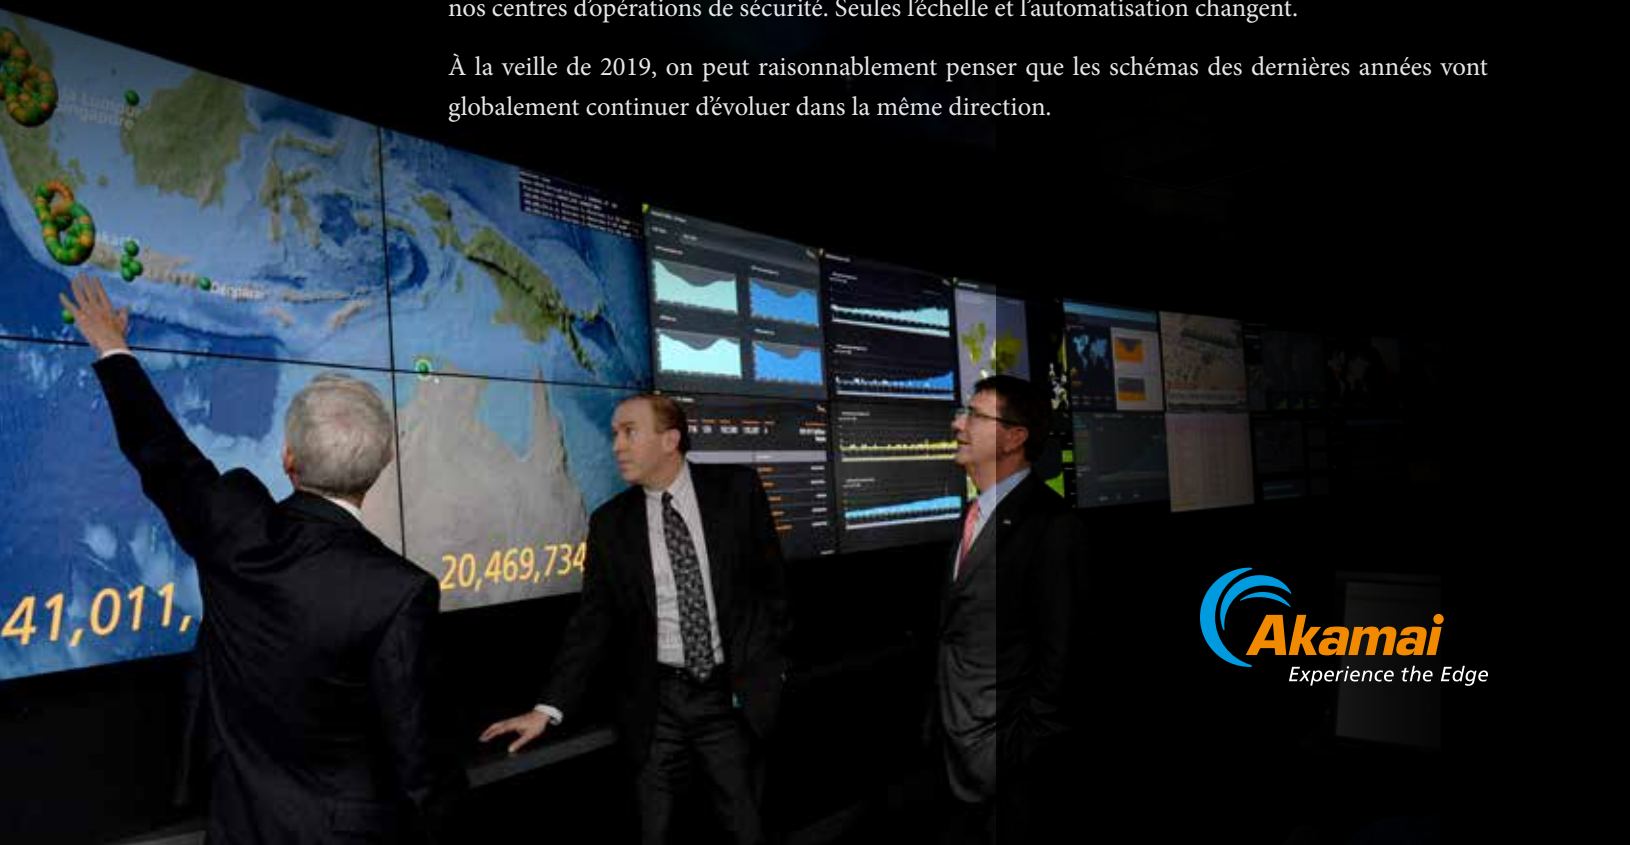 nos centres d’opérations de sécurité. Seules l’échelle et l’automatisation changent.
À la veille de 2019, on peut raisonnablement penser que les schémas des dernières années vont
globalement continuer d’évoluer dans la même direction.
Denpasar
20,469,734
41,011,
Akamai
Experience the Edge